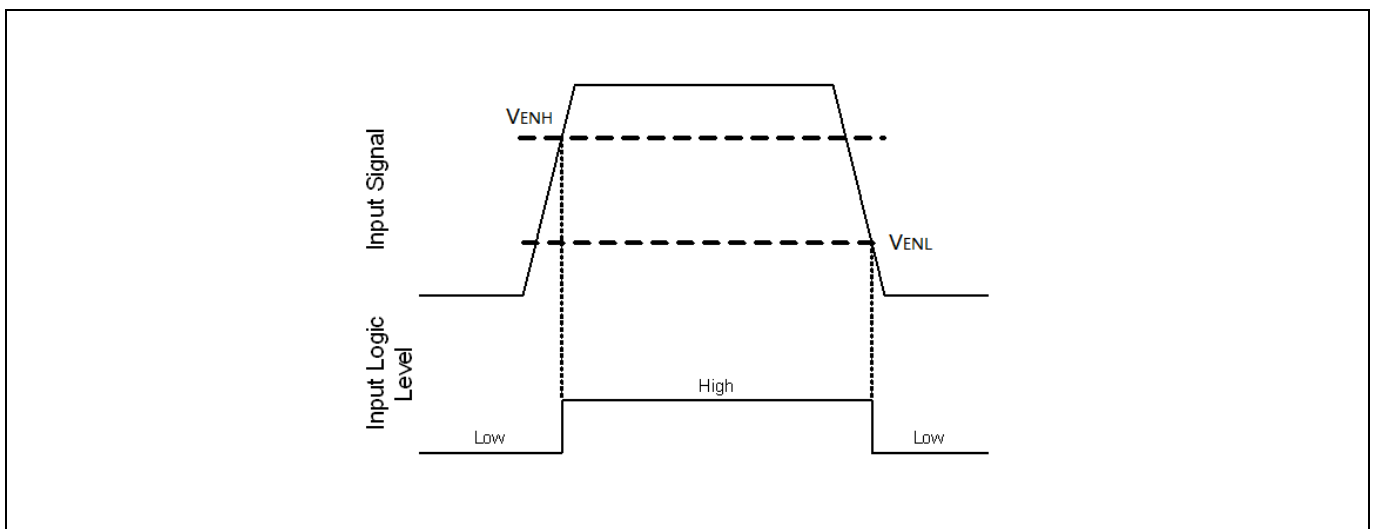 Input Signal
VENH
VENL
Input Logic
Level
Low
High
Low